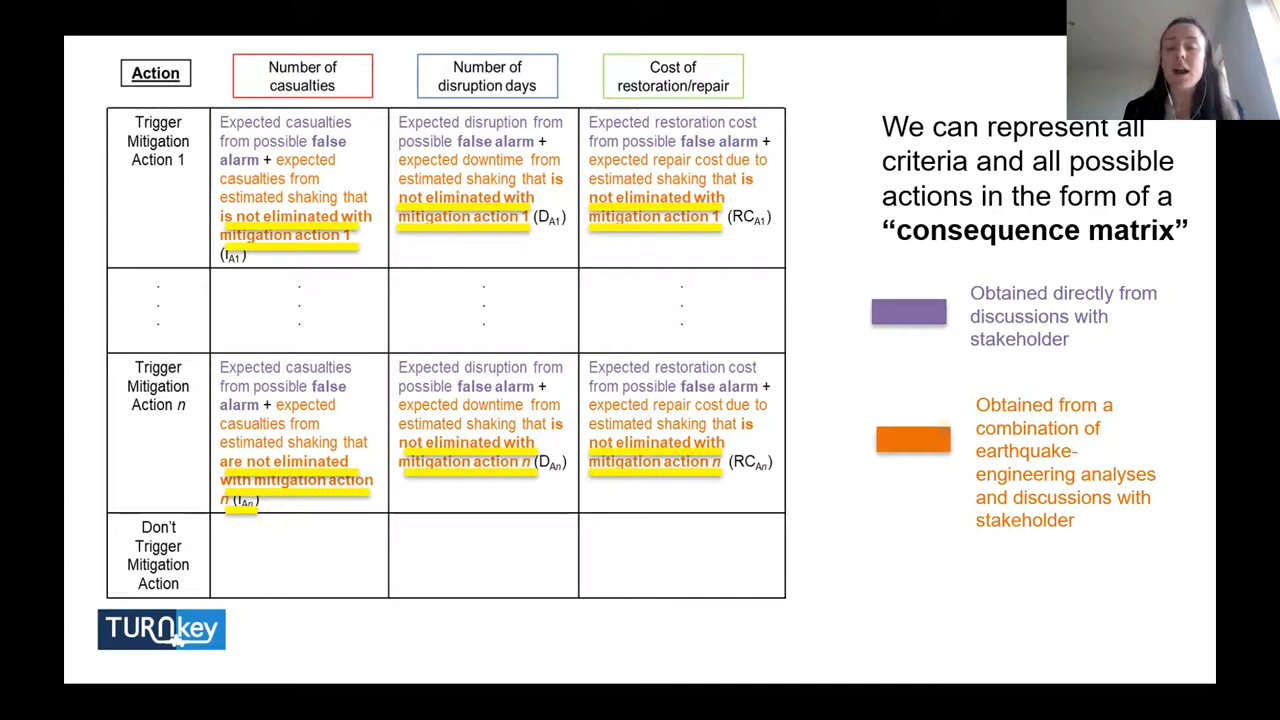 Action
Number of
casualties
Number of
disruption days
Cost of
restoration/repair
Trigger
Mitigation
Action 1
Expected casualties
from possible false
alarm + expected
casualties from
estimated shaking that
is not eliminated with
mitigation action 1
(IA1)
Expected disruption from
possible false alarm +
expected downtime from
estimated shaking that is
not eliminated with
mitigation action 1 (DA1)
Expected restoration cost
from possible false alarm +
expected repair cost due to
estimated shaking that is
not eliminated with
mitigation action 1 (RCA1)
.
.
.
.
.
.
.
.
.
.
.
.
Trigger
Mitigation
Action n
Expected casualties
from possible false
alarm + expected
casualties from
estimated shaking that
are not eliminated
with mitigation action
n (IAn)
Expected disruption from
possible false alarm +
expected downtime from
estimated shaking that is
not eliminated with
mitigation action n (DAn)
Expected restoration cost
from possible false alarm +
expected repair cost due to
estimated shaking that is
not eliminated with
mitigation action n (RCAn)
Don't
Trigger
Mitigation
Action
We can represent all
criteria and all possible
actions in the form of a
“consequence matrix”
Obtained directly from
discussions with
stakeholder
Obtained from a
combination of
earthquake-
engineering analyses
and discussions with
stakeholder
TURNkey